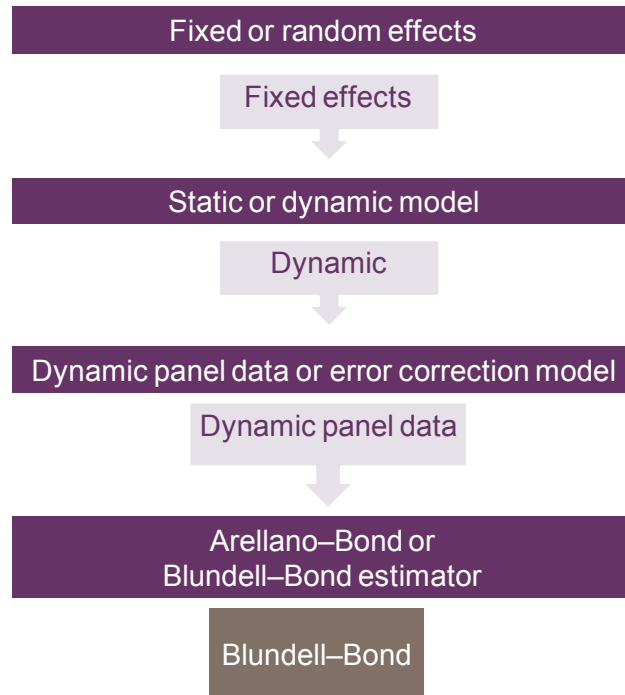 Fixed or random effects
Fixed effects
Static or dynamic model
Dynamic
Dynamic panel data or error correction model
Dynamic panel data
Arellano–Bond or
Blundell–Bond estimator
Blundell–Bond